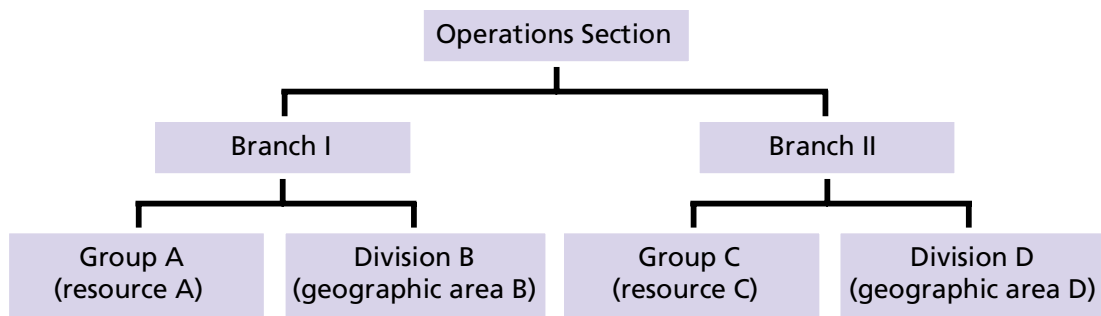 Operations Section
Branch I
Branch II
Group A
(resource A)
Division B
(geographic area B)
Group C
(resource C)
Division D
(geographic area D)